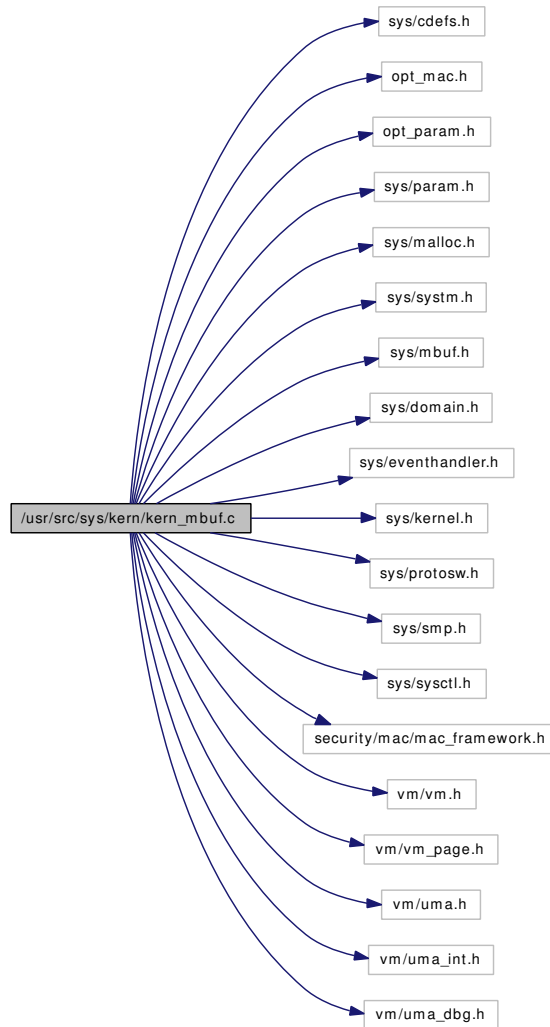 sys/cdefs.h
opt_mac.h
opt_param.h
sys/param.h
sys/malloc.h
sys/systm.h
sys/mbuf.h
sys/domain.h
sys/eventhandler.h
/usr/src/sys/kern/kern_mbuf.c
sys/kernel.h
sys/protosw.h
sys/smp.h
sys/sysctl.h
security/mac/mac_framework.h
vm/vm.h
vm/vm_page.h
vm/uma.h
vm/uma_int.h
vm/uma_dbg.h